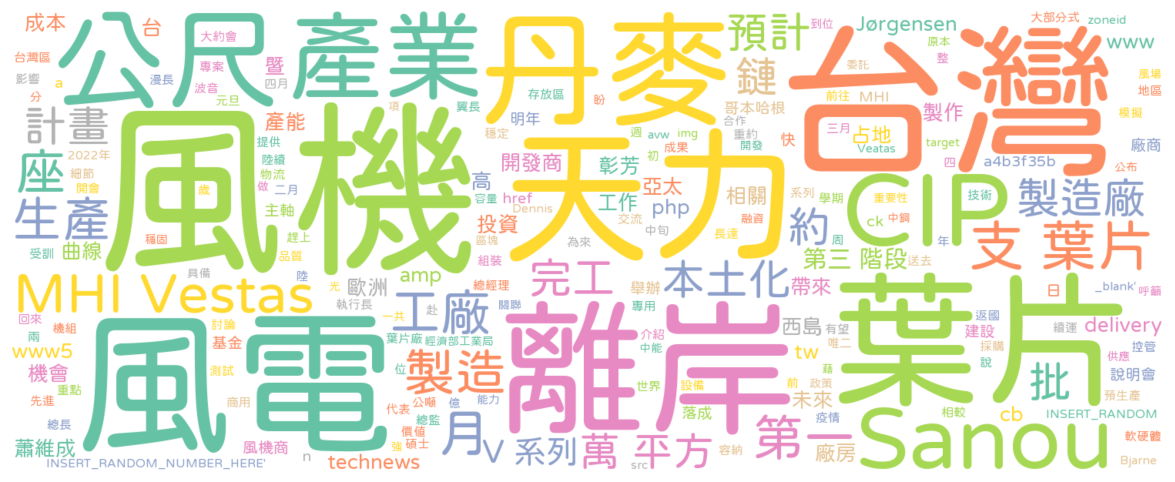 成本 台 大約會 公尺 產業 丹麥 預計 Jørgensen 大部分式 zoneid
台灣區 專案 暨 鏈 到位 原本 整 www
影響 a 漫長 波音 四月 翼長 存放區 盼 哥本哈根 委託 台灣 風場
分 元旦 項 明年 合作 前往 MHI 製作 地區
計畫 產能 穩定 週 avw img 重約 快 三月 占地 模擬
2022年 提供 風機 開發商 初 成果 開發 Veatas target 廠商
座 細節 陸續 彰芳 天力 四 a4b3f35b 公布
開會 物流 高 亞太 相關 系列 學期 重要性 技術
歲 做 二月 容量 href 工作 php 融資 CIP 製造廠
生產 主軸 Dennis 交流 長達 約 ck 中鋼
穩固 趕上 投資 區塊 中旬 周 年 支 葉片
受訓 曲線 品質 組裝 為來 第三 階段
具備 陸 歐洲 amp 完工 本土化 帶來 日 _blank' 呼籲
MHI Vestas 光 執行長 總經理 舉辦
回來 機組 一共 赴 工廠 關聯 專用 西島 有望 葉片 返國 續運 delivery
兩 討論 葉片廠 經濟部工業局 離岸 介紹 唯二 建設
www5 基金 風電 位 製造 中能 tw 藉 採購 控管
機會 重點 測試 世界 設備 前 政策 說 供應 說明會
先進 商用 代表 公噸 億 能力 落成 未來 批 預生產
總長 價值 總監 月 第一 疫情 cb 相較 INSERT_RANDOM
蕭維成 風機商 強 碩士 V 系列 萬 平方 廠房 Sanou 軟硬體
INSERT_RANDOM_NUMBER_HERE' n technews src 容納 Bjarne